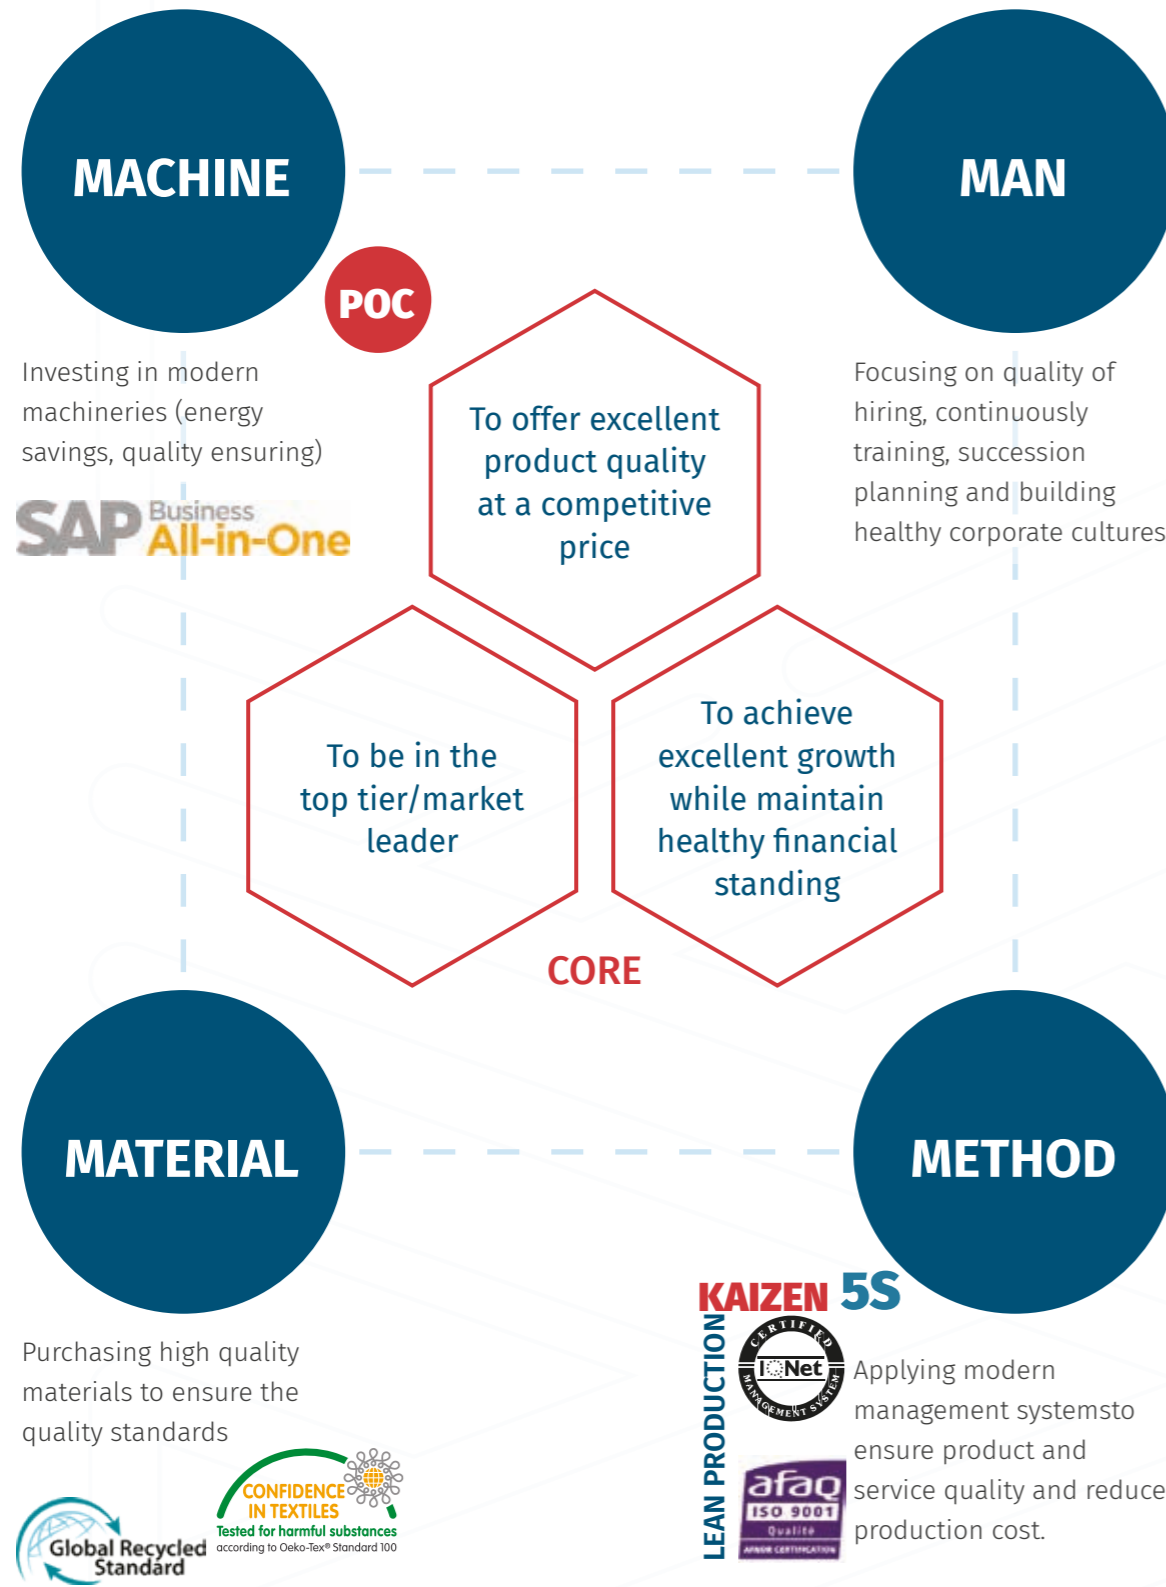 MACHINE
MAN
POC
Investing in modern
machineries (energy
savings, quality ensuring)
SAP Business
All-in-One
Focusing on quality of
hiring, continuously
training, succession
planning and building
healthy corporate cultures
To offer excellent
product quality
at a competitive
price
To be in the
top tier/market
leader
To achieve
excellent growth
while maintain
healthy financial
standing
CORE
MATERIAL
METHOD
Purchasing high quality
materials to ensure the
quality standards
CONFIDENCE
IN TEXTILES
Tested for harmful substances
according to Oeko-Tex® Standard 100
Global Recycled
Standard
KAIZEN 5S
LEAN PRODUCTION
CERTIFIED
IQNet
MANAGEMENT SYSTEM
afaq
ISO 9001
Qualité
AFNOR CERTIFICATION
Applying modern
management systemsto
ensure product and
service quality and reduce
production cost.